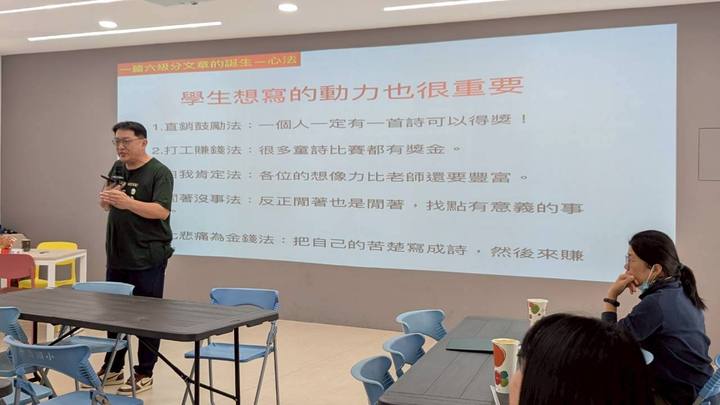 一篇六級分文章的誕生－心法
學生想寫的動力也很重要
1.直銷鼓勵法：一個人一定有一首詩可以得獎！
2.打工賺錢法：很多童詩比賽都有獎金。
我肯定法：各位的想像力比老師還要豐富。
閒著沒事法：反正閒著也是閒著，找點有意義的事
化悲痛為金錢法：把自己的苦楚寫成詩，然後來賺
國小